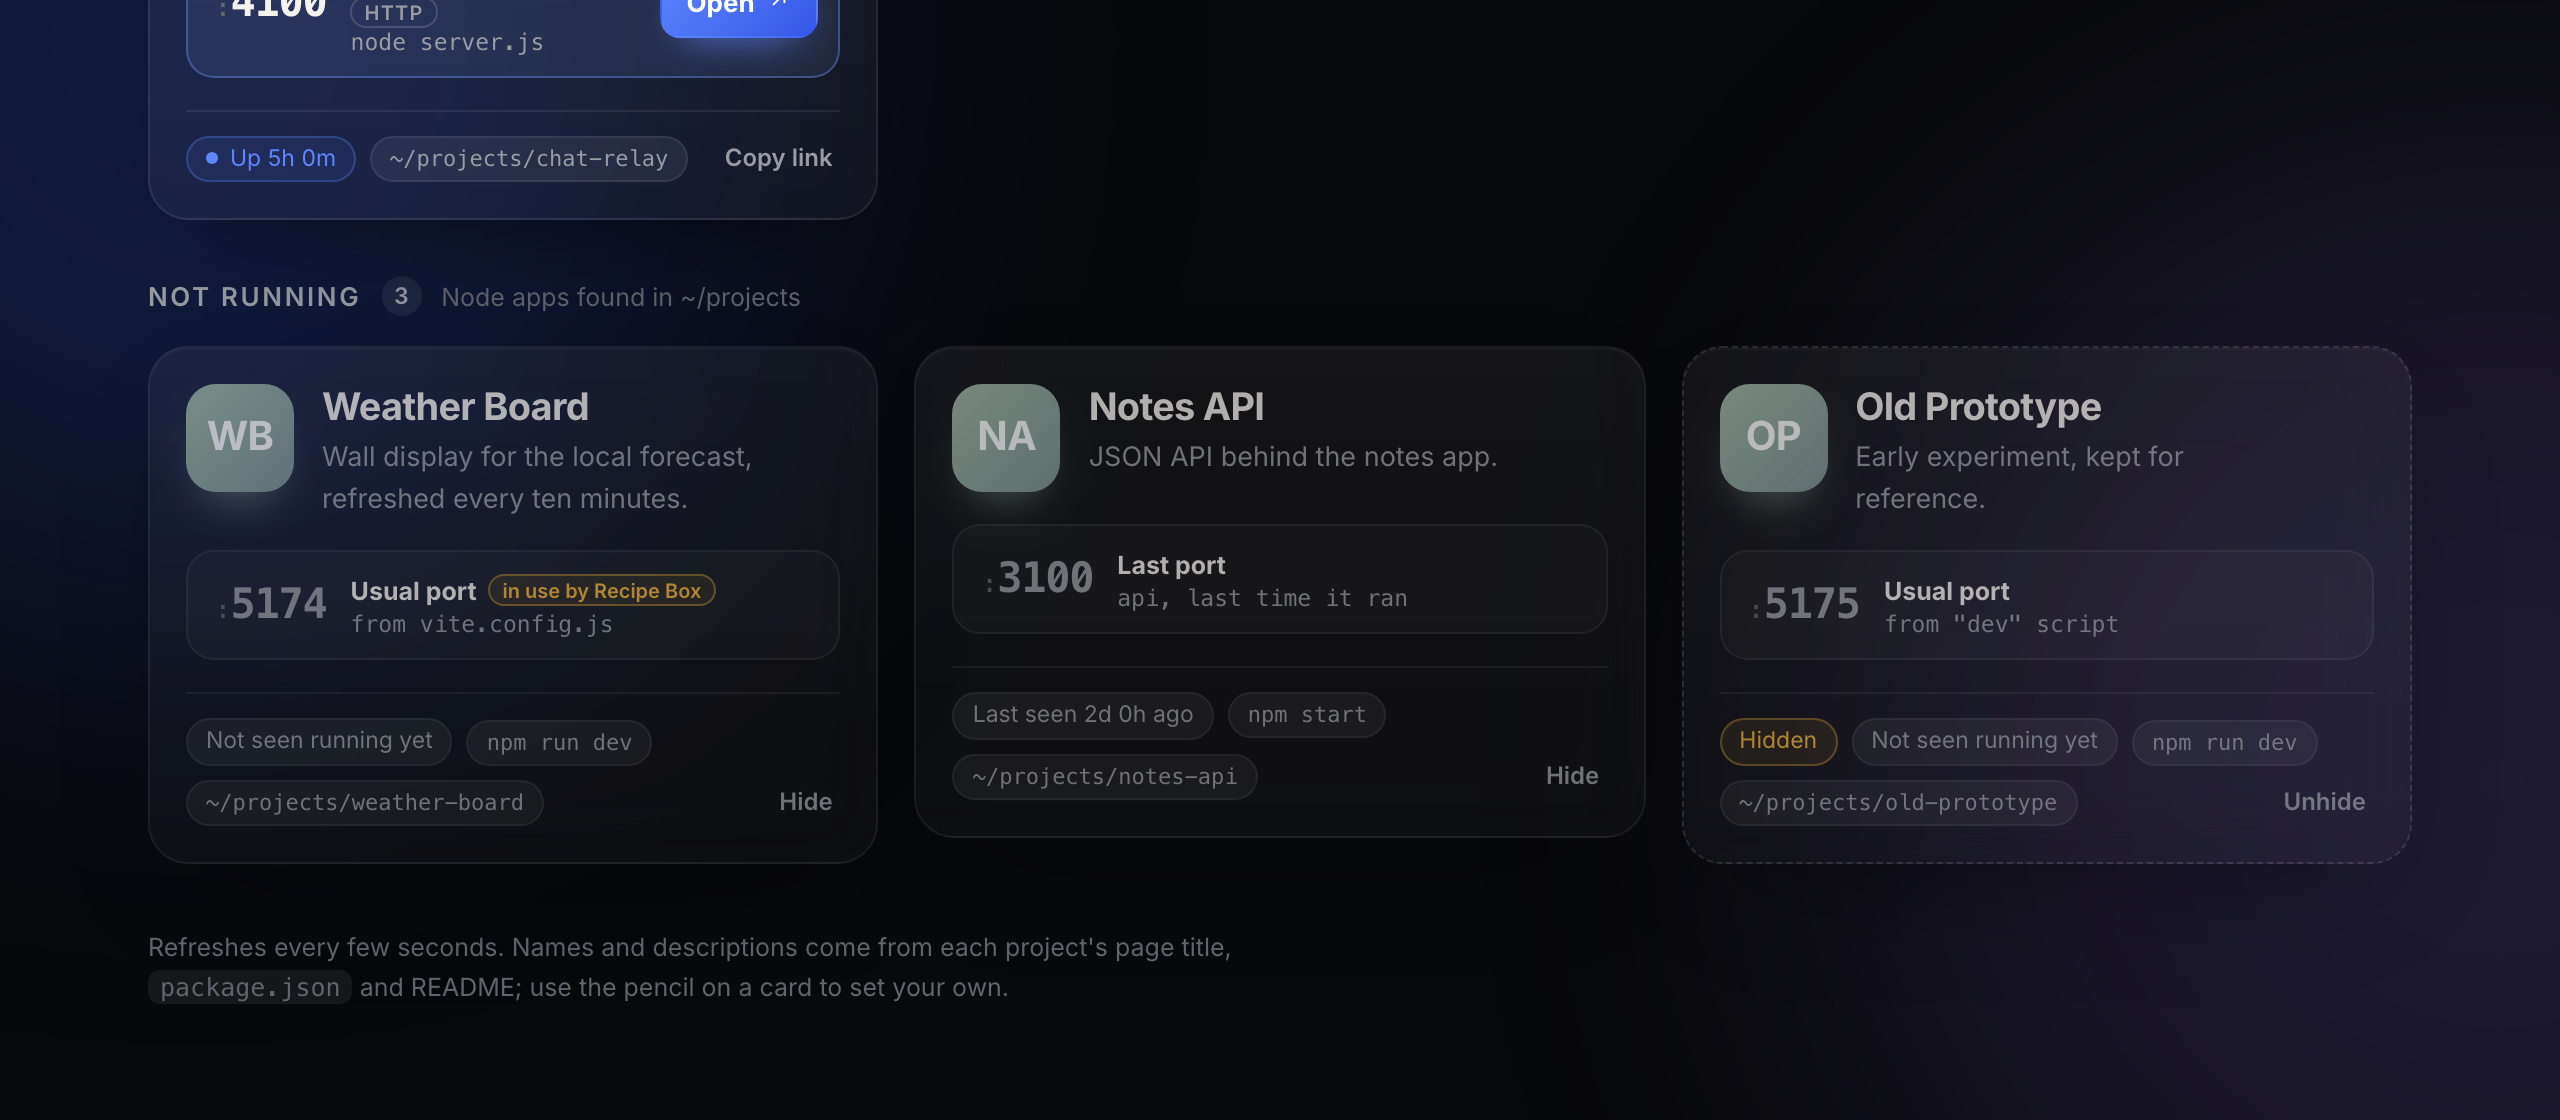 :4100
HTTP
node server.js
Open ↗
Up 5h 0m
~/projects/chat-relay
Copy link
NOT RUNNING 3 Node apps found in ~/projects
WB
Weather Board
Wall display for the local forecast,
refreshed every ten minutes.
:5174
Usual port in use by Recipe Box
from vite.config.js
Not seen running yet
npm run dev
~/projects/weather-board
Hide
NA
Notes API
JSON API behind the notes app.
:3100
Last port
api, last time it ran
Last seen 2d 0h ago
npm start
~/projects/notes-api
Hide
OP
Old Prototype
Early experiment, kept for
reference.
:5175
Usual port
from "dev" script
Hidden
Not seen running yet
npm run dev
~/projects/old-prototype
Unhide
Refreshes every few seconds. Names and descriptions come from each project's page title,
package.json and README; use the pencil on a card to set your own.